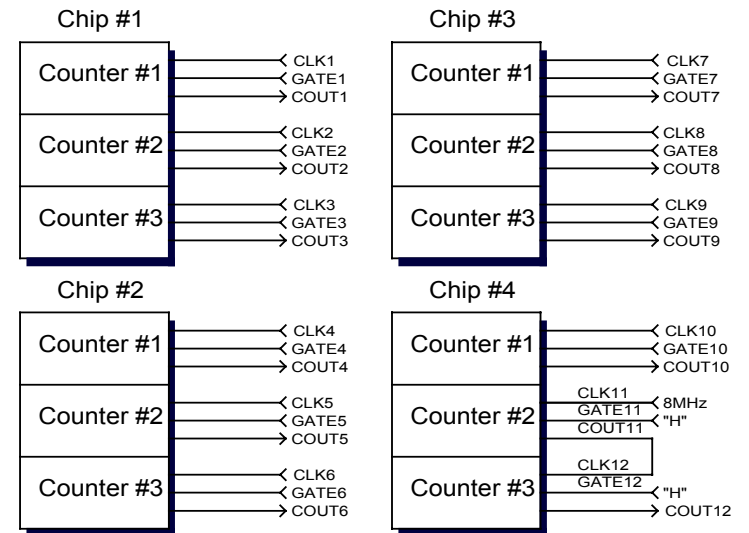 Chip #1
Counter #1
CLK1
GATE1
COUT1
Counter #2
CLK2
GATE2
COUT2
Counter #3
CLK3
GATE3
COUT3
Chip #3
Counter #1
CLK7
GATE7
COUT7
Counter #2
CLK8
GATE8
COUT8
Counter #3
CLK9
GATE9
COUT9
Chip #2
Counter #1
CLK4
GATE4
COUT4
Counter #2
CLK5
GATE5
COUT5
Counter #3
CLK6
GATE6
COUT6
Chip #4
Counter #1
CLK10
GATE10
COUT10
Counter #2
CLK11
8MHz
GATE11
"H"
COUT11
Counter #3
CLK12
GATE12
"H"
COUT12